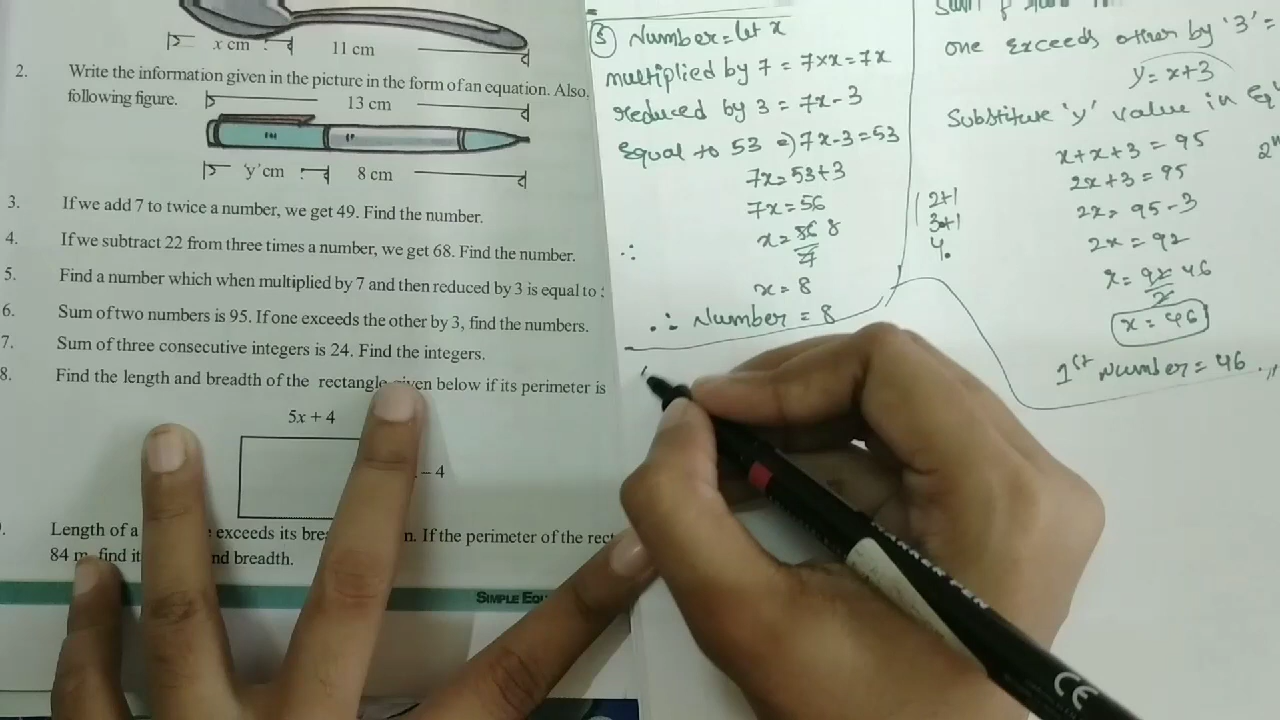 x cm
11 cm
2. Write the information given in the picture in the form of an equation. Also,
following figure.
13 cm
'y' cm
8 cm
3. If we add 7 to twice a number, we get 49. Find the number.
4. If we subtract 22 from three times a number, we get 68. Find the number.
5. Find a number which when multiplied by 7 and then reduced by 3 is equal to
6. Sum of two numbers is 95. If one exceeds the other by 3, find the numbers.
7. Sum of three consecutive integers is 24. Find the integers.
8. Find the length and breadth of the rectangle given below if its perimeter is
5x + 4
– 4
Length of a exceeds its bre n. If the perimeter of the rect
84 m, find it nd breadth.
SIMPLE EQU
5 Number = let x
multiplied by 7 = 7×x = 7x
reduced by 3 = 7x - 3
Equal to 53 => 7x-3=53
7x = 53+3
7x = 56
x = 56 8
7
x = 8
∴ Number = 8
one exceeds other by '3' =
y = x+3
Substitute 'y' value in Eq
x+x+3 = 95
2x+3 = 95
2x = 95-3
2x = 92
x = 92 46
2
x = 46
1st Number = 46
2+1
3+1
4.
CE